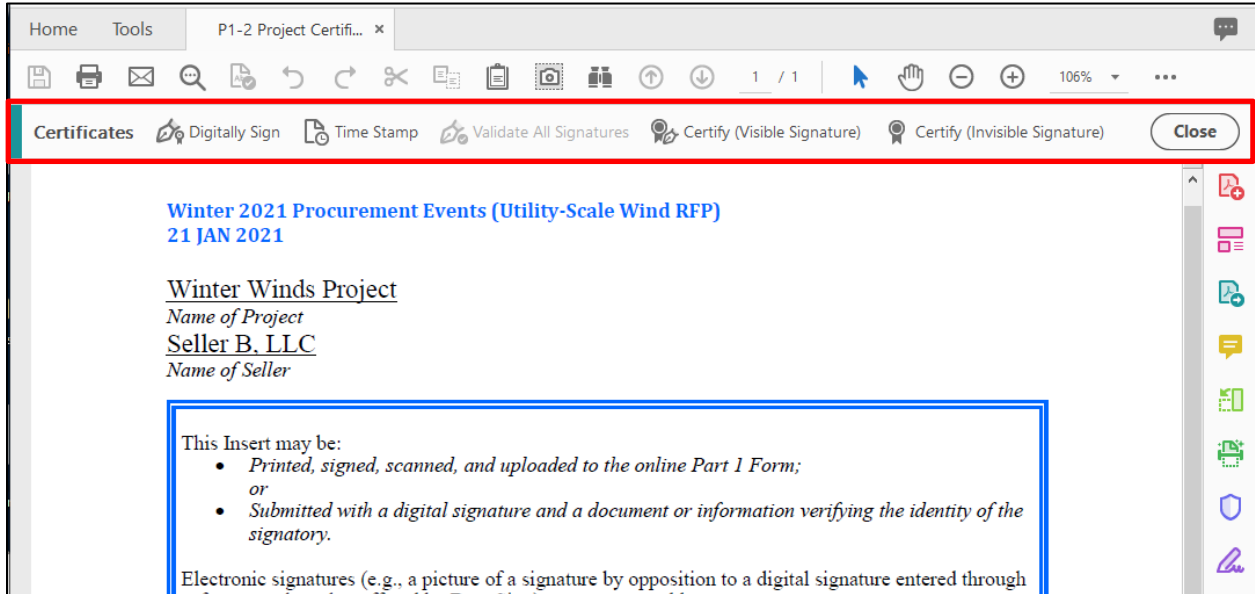 Home Tools P1-2 Project Certifi... ×
1 / 1 106%
Certificates Digitally Sign Time Stamp Validate All Signatures Certify (Visible Signature) Certify (Invisible Signature) Close
Winter 2021 Procurement Events (Utility-Scale Wind RFP)
21 JAN 2021
Winter Winds Project
Name of Project
Seller B, LLC
Name of Seller
This Insert may be:
• Printed, signed, scanned, and uploaded to the online Part 1 Form;
or
• Submitted with a digital signature and a document or information verifying the identity of the
signatory.
Electronic signatures (e.g., a picture of a signature by opposition to a digital signature entered through